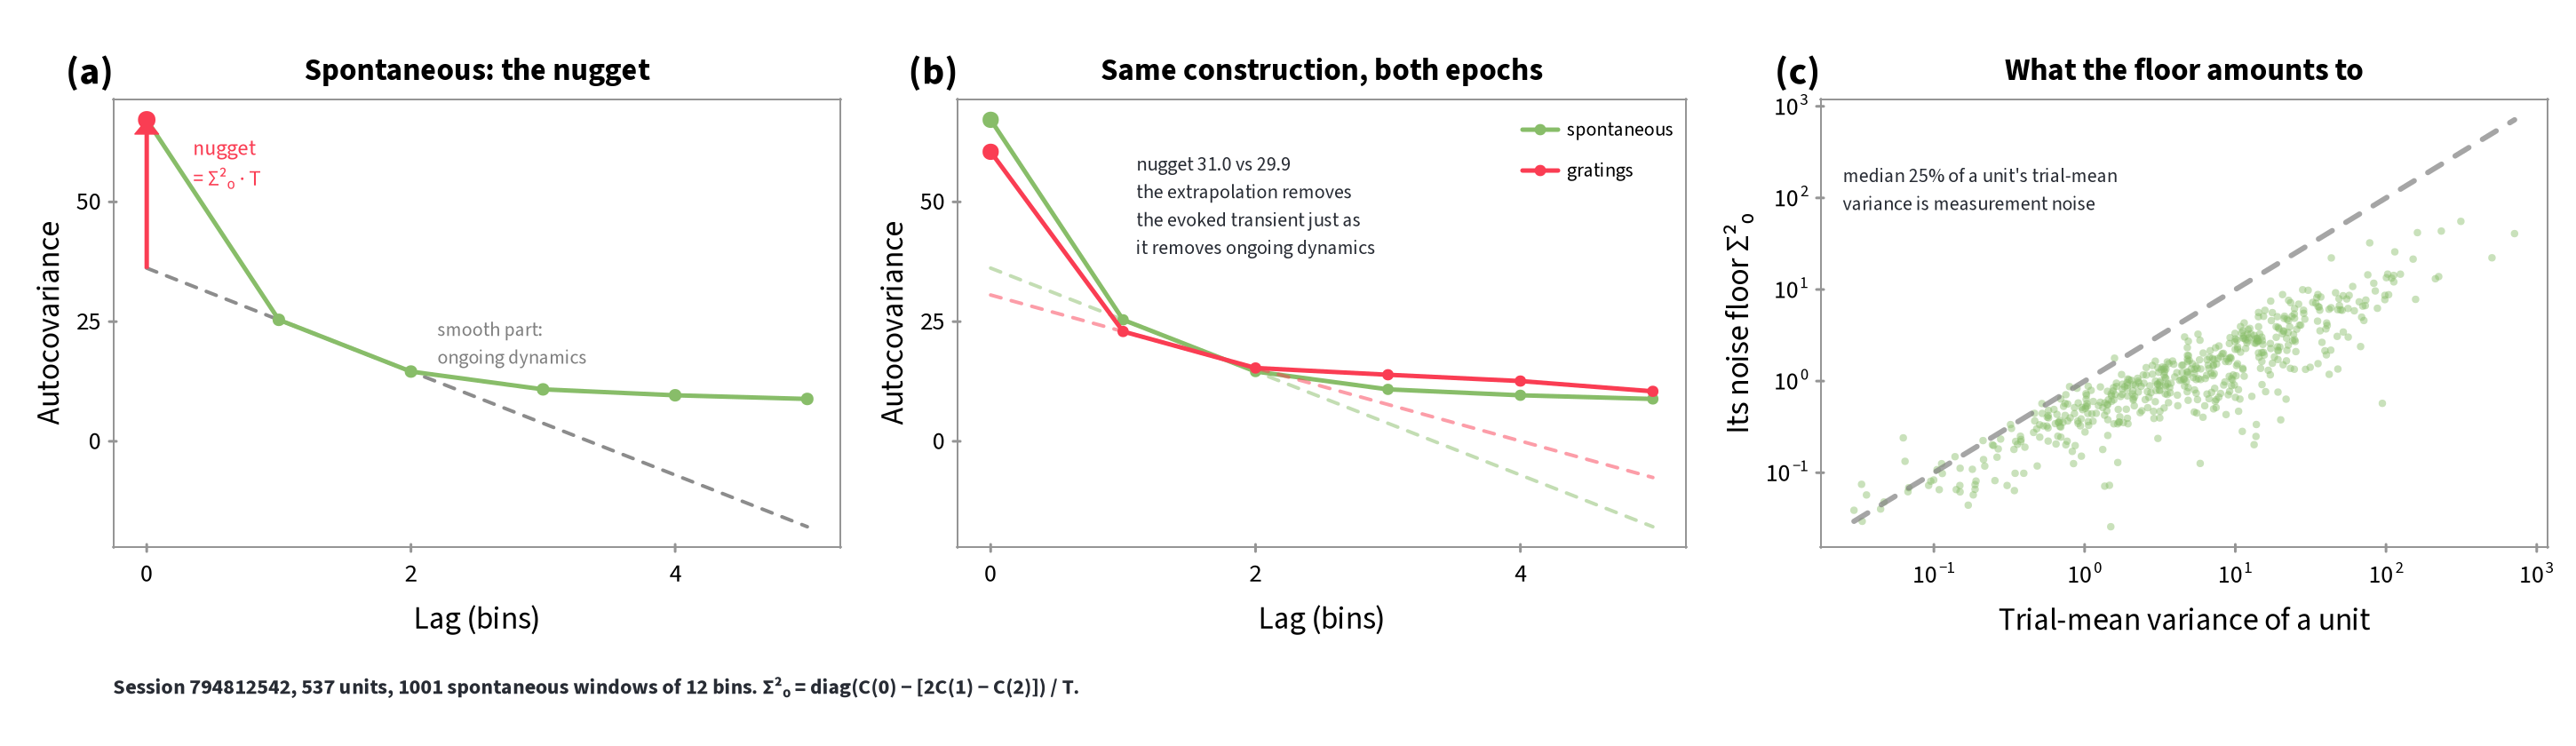 (a)
Spontaneous: the nugget
nugget
= Σ²ₒ · T
smooth part:
ongoing dynamics
50
25
0
Autocovariance
0
2
4
Lag (bins)
(b)
Same construction, both epochs
spontaneous
gratings
nugget 31.0 vs 29.9
the extrapolation removes
the evoked transient just as
it removes ongoing dynamics
50
25
0
Autocovariance
0
2
4
Lag (bins)
(c)
What the floor amounts to
median 25% of a unit's trial-mean
variance is measurement noise
10³
10²
10¹
10⁰
10⁻¹
Its noise floor Σ²ₒ
10⁻¹
10⁰
10¹
10²
10³
Trial-mean variance of a unit
Session 794812542, 537 units, 1001 spontaneous windows of 12 bins. Σ²ₒ = diag(C(0) − [2C(1) − C(2)]) / T.